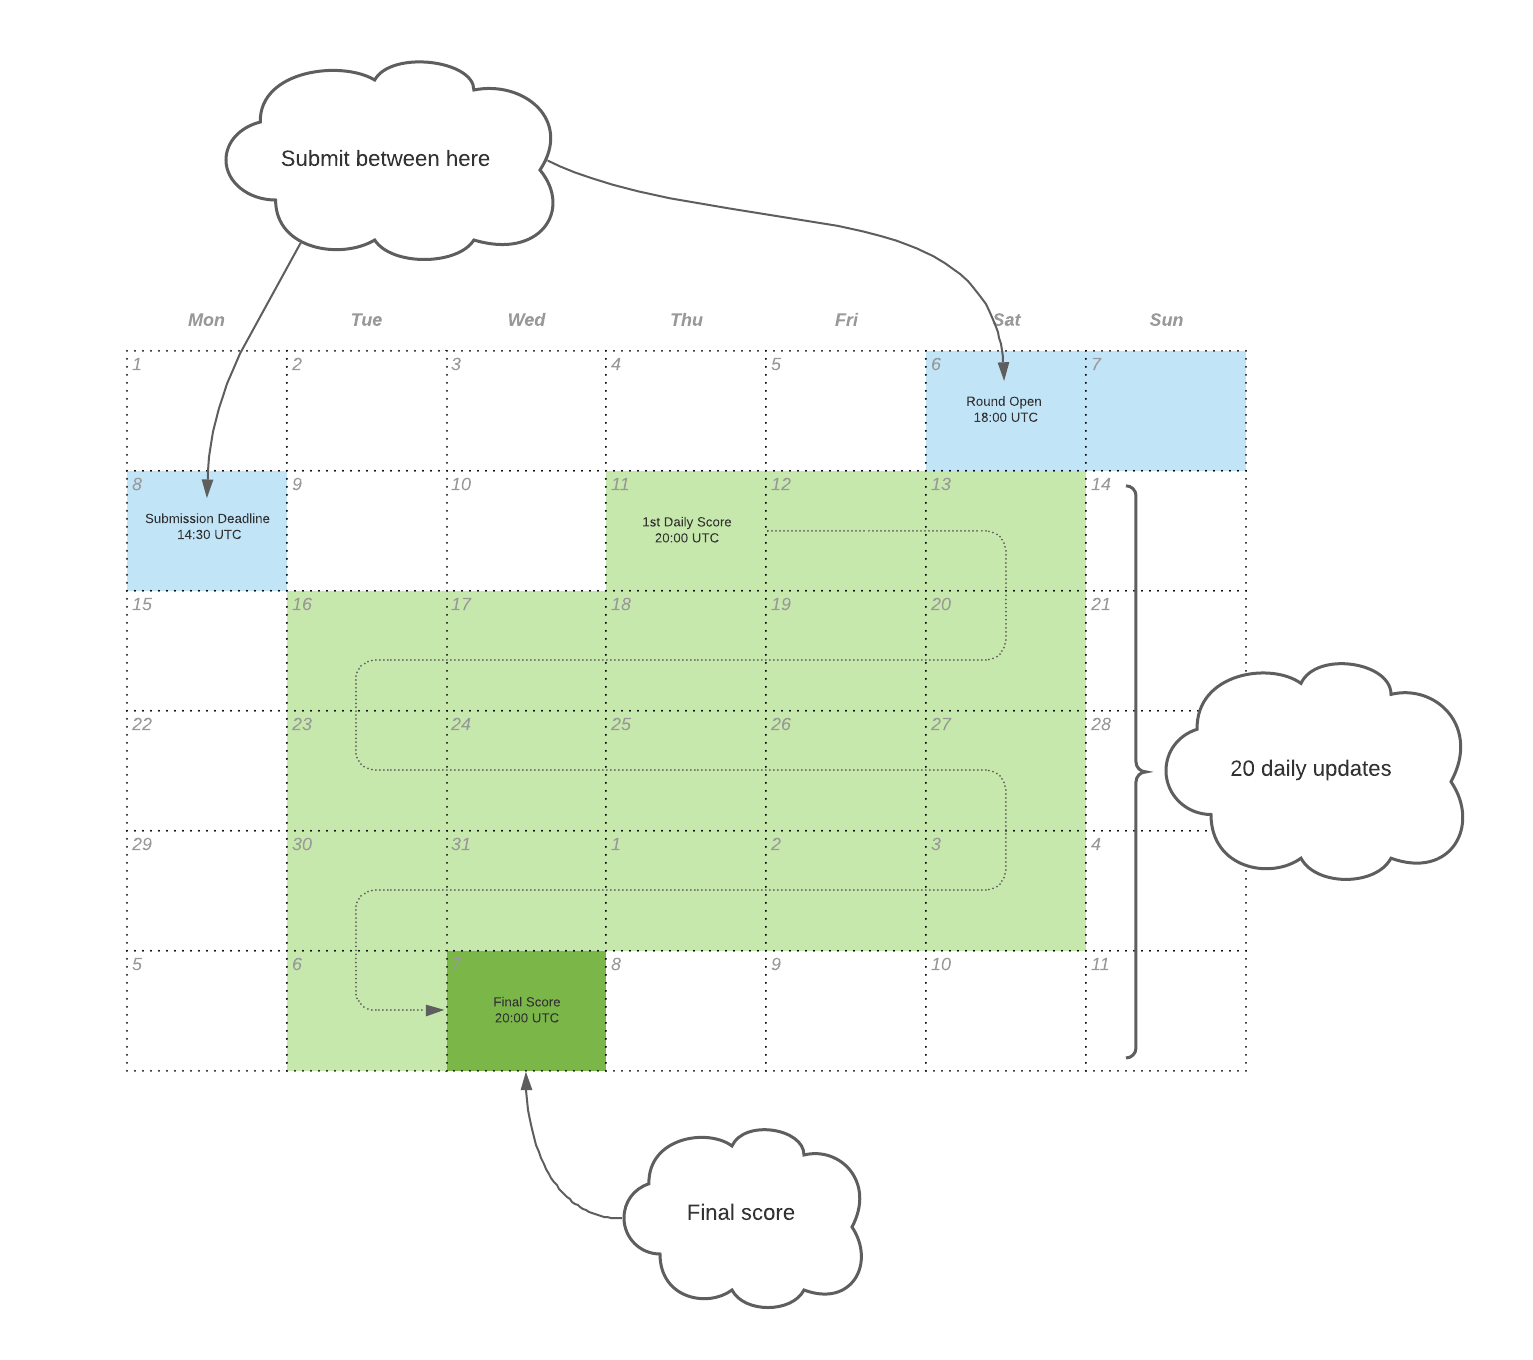 Submit between here
Mon Tue Wed Thu Fri Sat Sun
1 2 3 4 5 6 7
Round Open
18:00 UTC
8 9 10 11 12 13 14
Submission Deadline
14:30 UTC
1st Daily Score
20:00 UTC
15 16 17 18 19 20 21
22 23 24 25 26 27 28
20 daily updates
29 30 31 1 2 3 4
5 6 7 8 9 10 11
Final Score
20:00 UTC
Final score